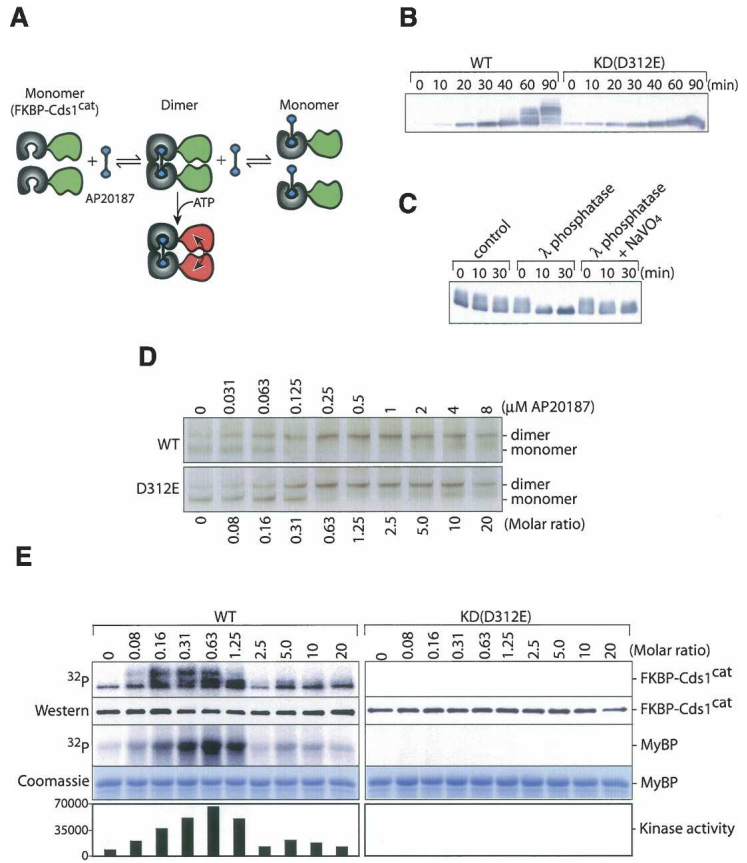 A
Monomer
(FKBP-Cds1cat)
Dimer
Monomer
+
+
AP20187
ATP
B
WT KD(D312E)
0 10 20 30 40 60 90 0 10 20 30 40 60 90 (min)
C
control
λ phosphatase
λ phosphatase
+ NaVO4
0 10 30 0 10 30 0 10 30 (min)
D
0 0.031 0.063 0.125 0.25 0.5 1 2 4 8 (μM AP20187)
WT
dimer
monomer
D312E
dimer
monomer
0 0.08 0.16 0.31 0.63 1.25 2.5 5.0 10 20 (Molar ratio)
E
WT KD(D312E)
0 0.08 0.16 0.31 0.63 1.25 2.5 5.0 10 20 0 0.08 0.16 0.31 0.63 1.25 2.5 5.0 10 20 (Molar ratio)
32P FKBP-Cds1cat
Western FKBP-Cds1cat
32P MyBP
Coomassie MyBP
70000
35000 Kinase activity
0